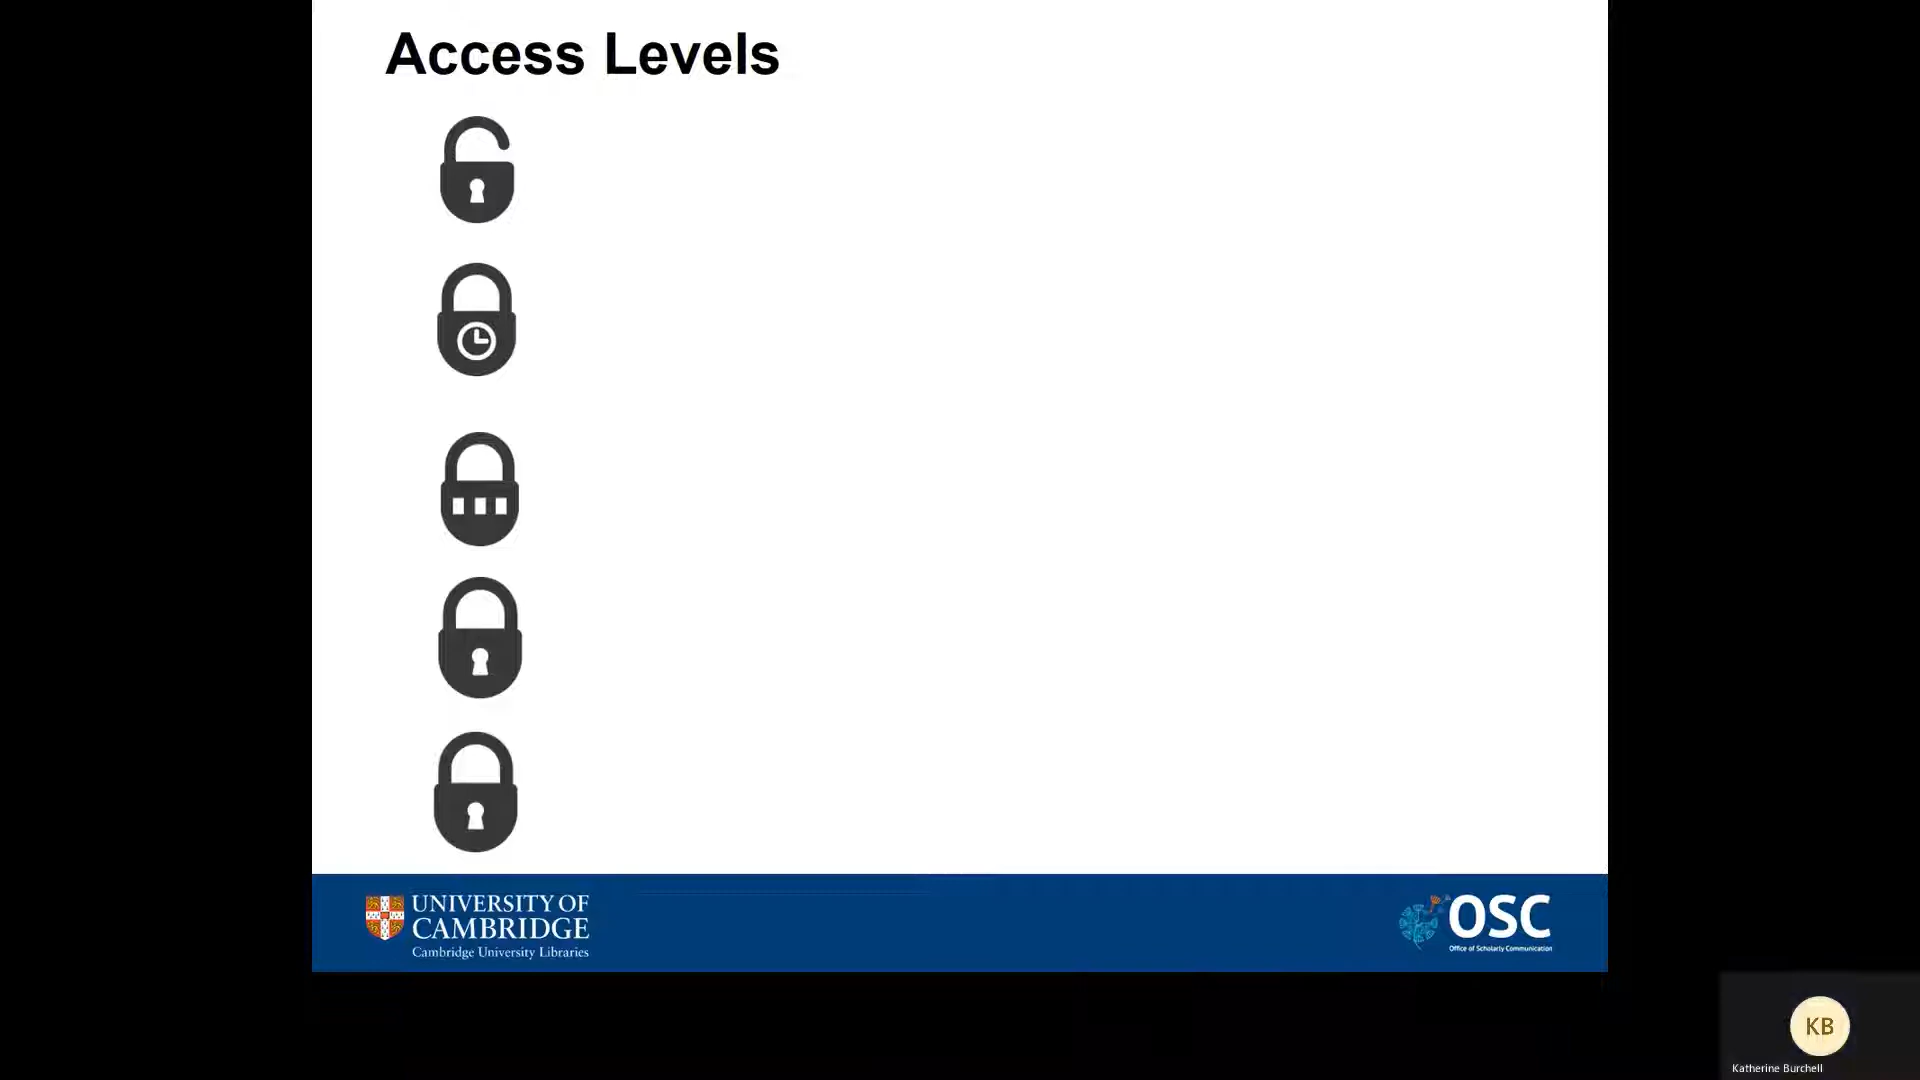 Access Levels
UNIVERSITY OF
CAMBRIDGE
Cambridge University Libraries
OSC
Office of Scholarly Communication
KB
Katherine Burchell